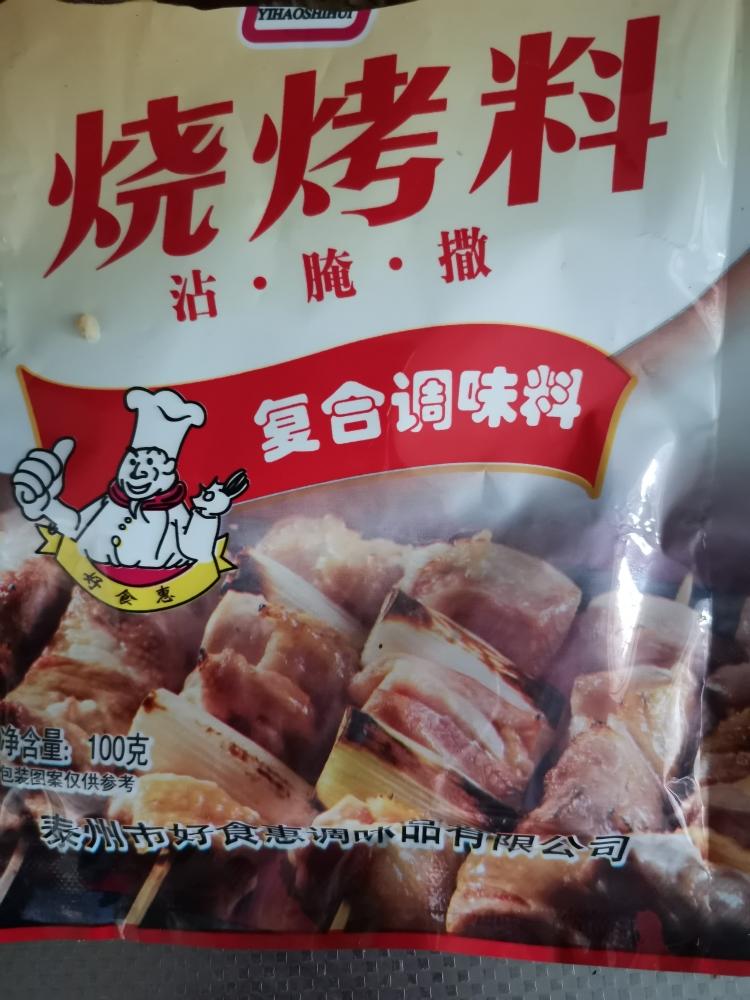 YIHAOSHIHUI
烧烤料
沾·腌·撒
复合调味料
好食惠
净含量：100克
包装图案仅供参考
泰州市好食惠调味品有限公司